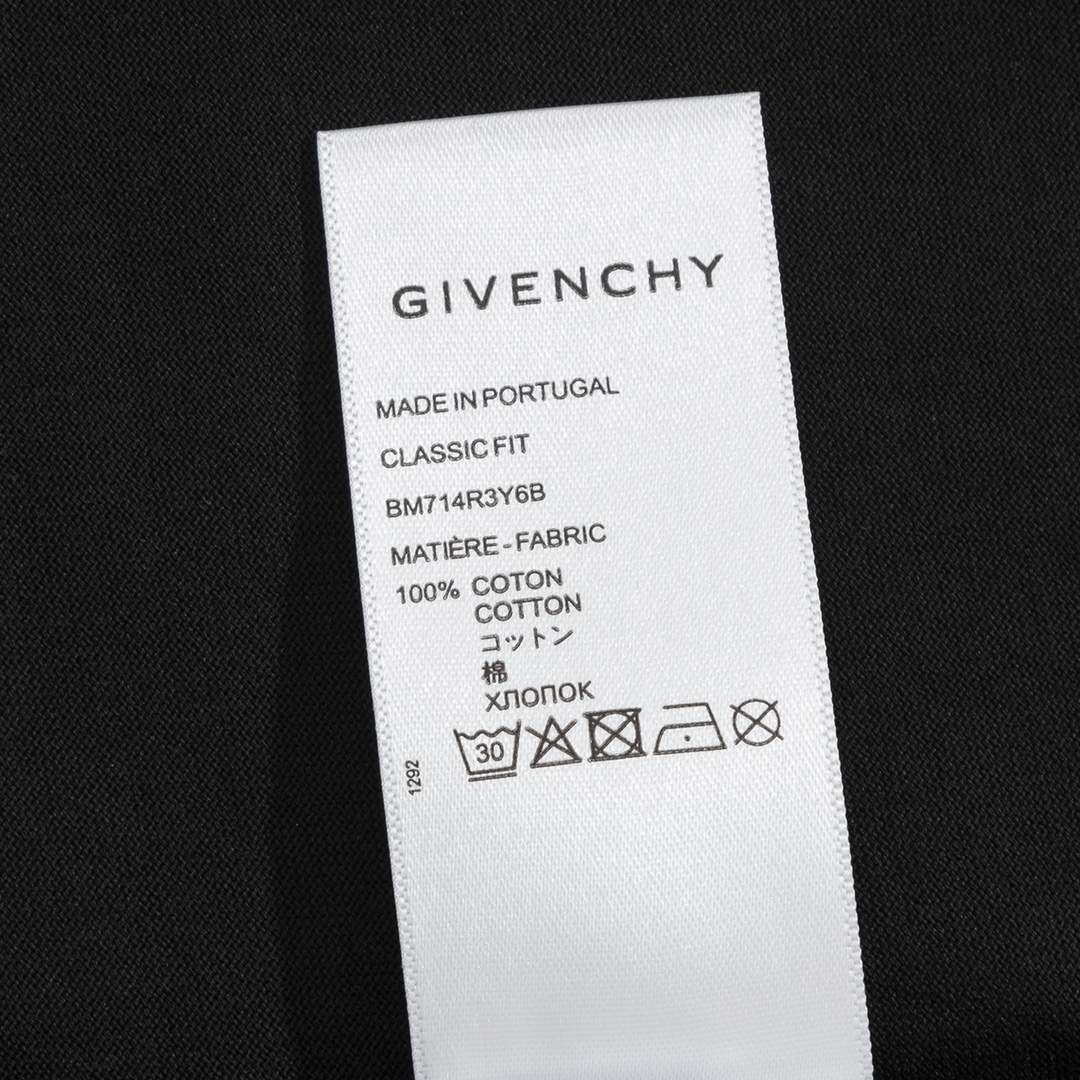 GIVENCHY
MADE IN PORTUGAL
CLASSIC FIT
BM714R3Y6B
MATIÈRE - FABRIC
100% COTON
COTTON
コットン
棉
ХЛОПОК
30
1292